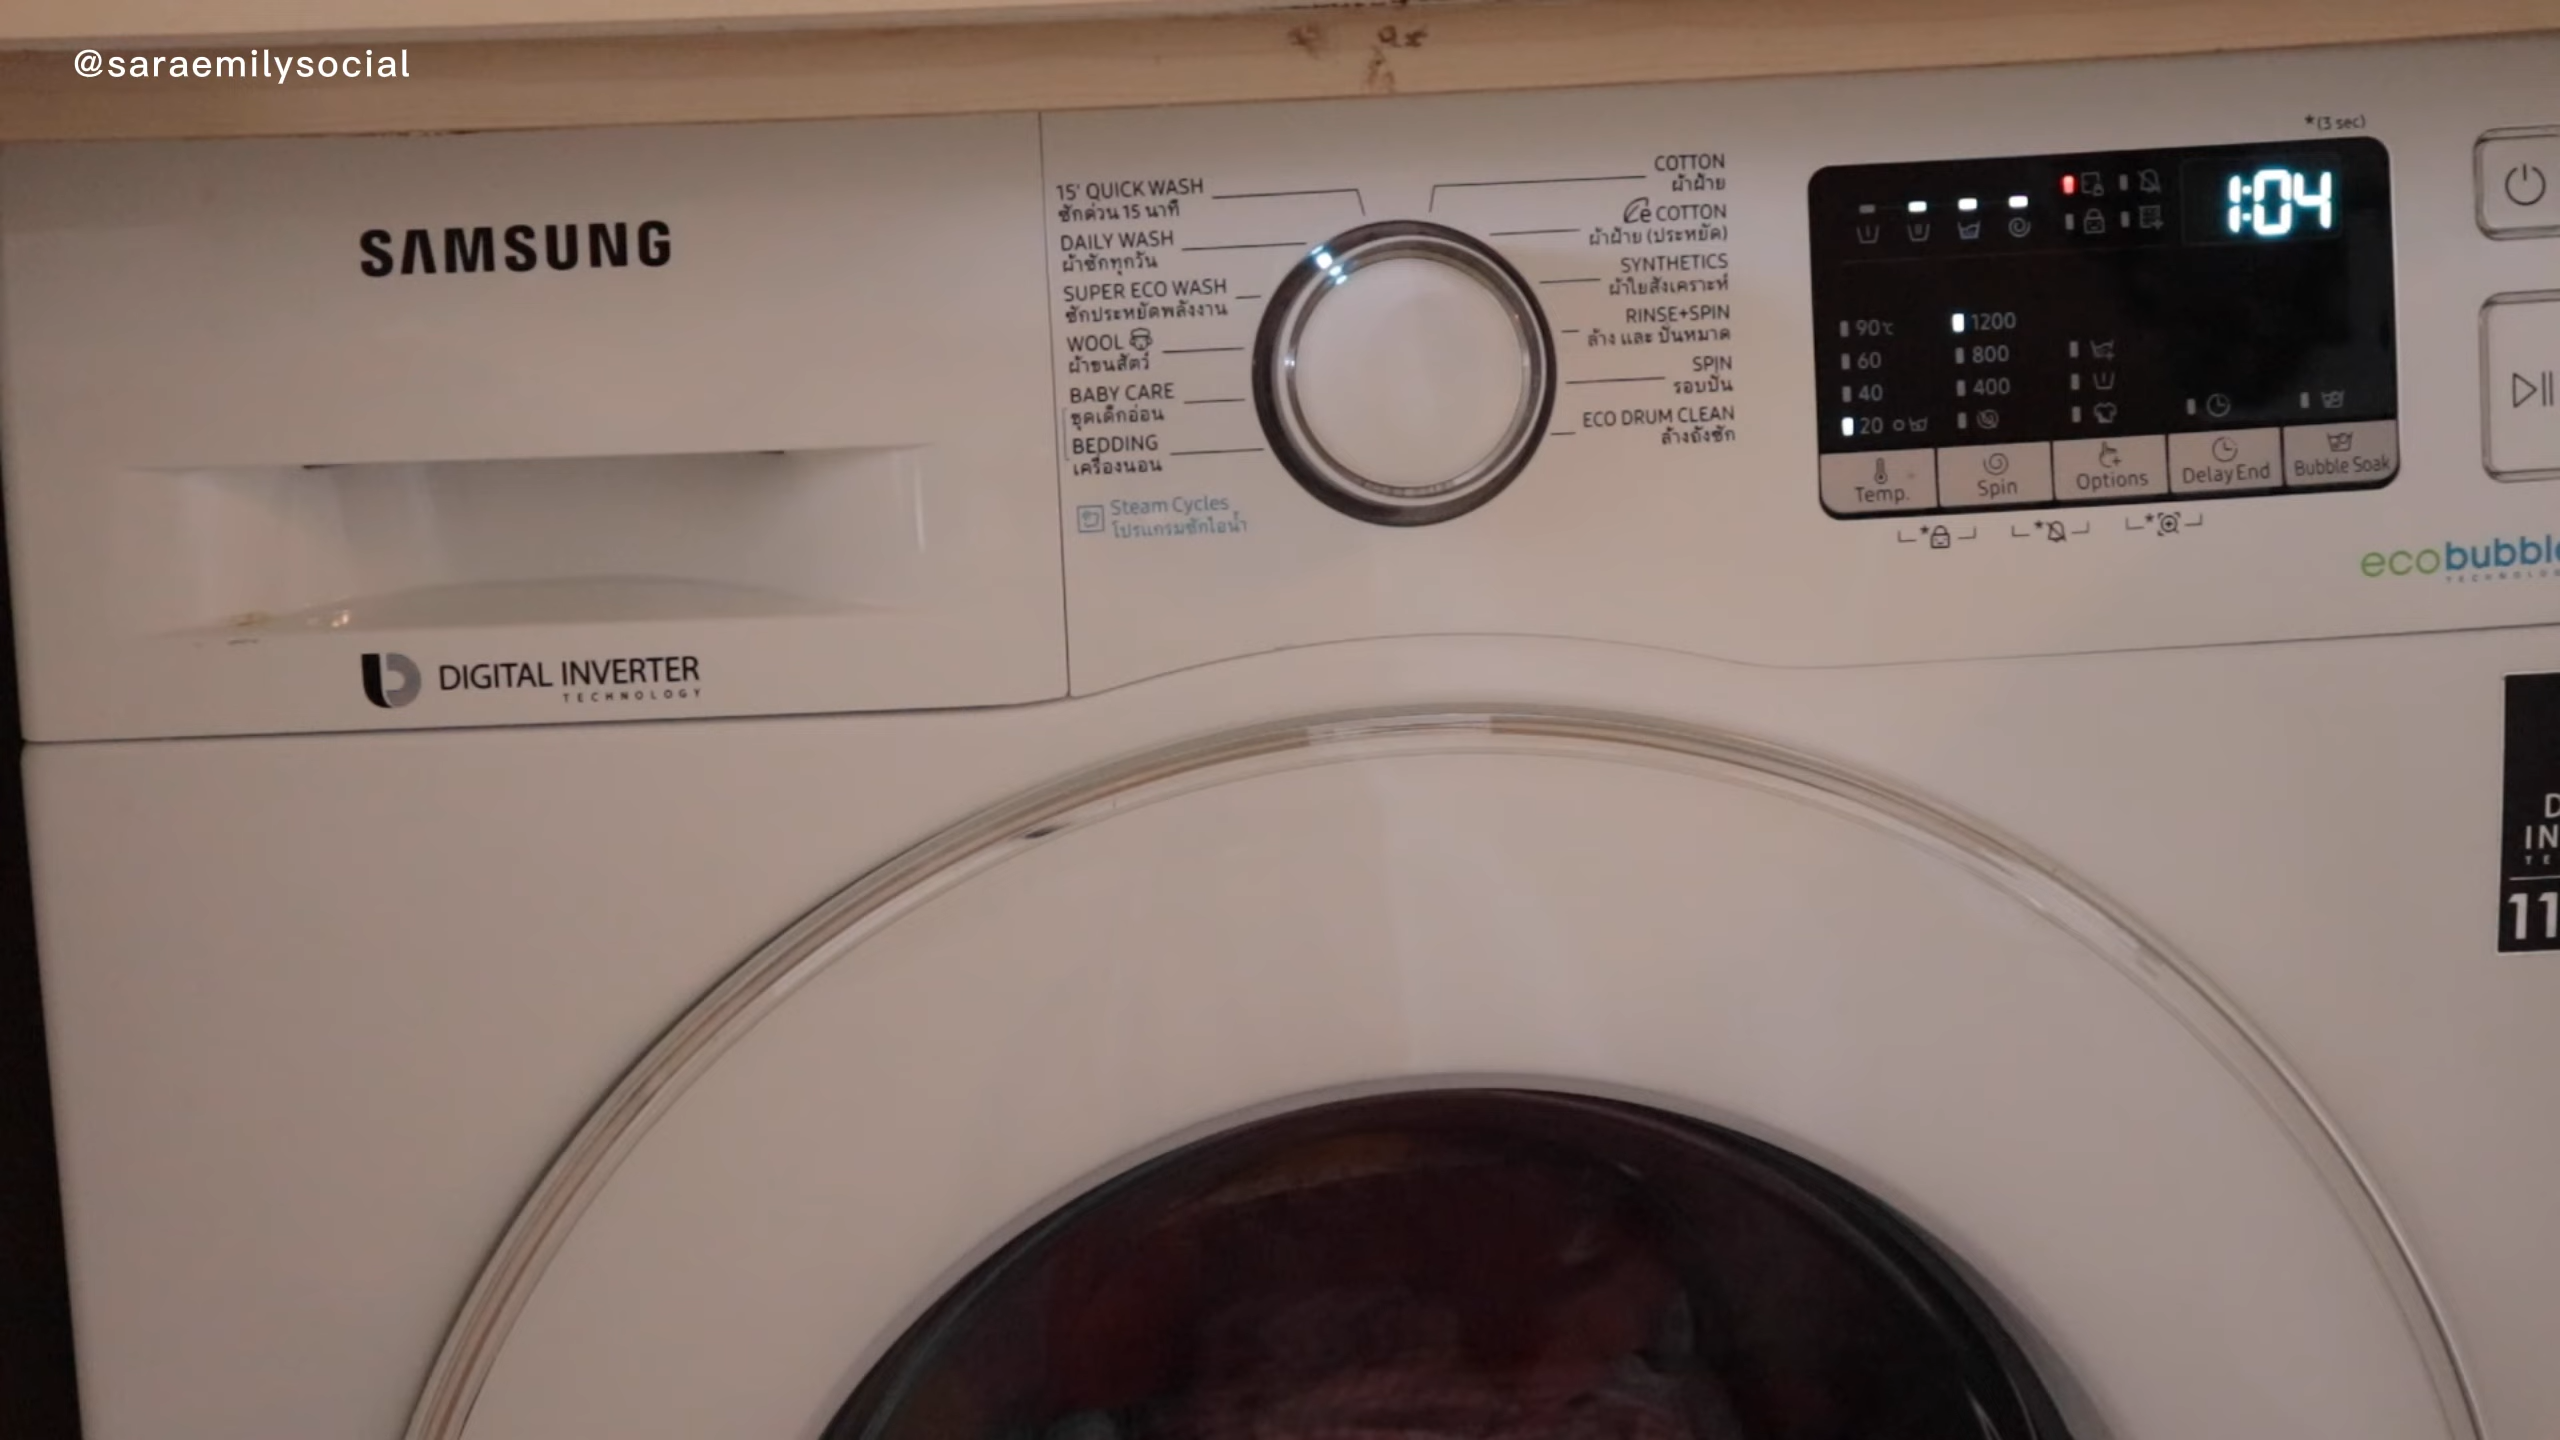 @saraemilysocial
SAMSUNG
DIGITAL INVERTER
TECHNOLOGY
15' QUICK WASH
ซักด่วน 15 นาที
DAILY WASH
ผ้าซักทุกวัน
SUPER ECO WASH
ซักประหยัดพลังงาน
WOOL
ผ้าขนสัตว์
BABY CARE
ชุดเด็กอ่อน
BEDDING
เครื่องนอน
Steam Cycles
โปรแกรมซักไอน้ำ
COTTON
ผ้าฝ้าย
e COTTON
ผ้าฝ้าย (ประหยัด)
SYNTHETICS
ผ้าใยสังเคราะห์
RINSE+SPIN
ล้าง และ ปั่นหมาด
SPIN
รอบปั่น
ECO DRUM CLEAN
ล้างถังซัก
*(3 sec)
1:04
90℃ 1200
60 800
40 400
20
Temp. Spin Options Delay End Bubble Soak
ecobubble
TECHNOLO
D
IN
TE
11